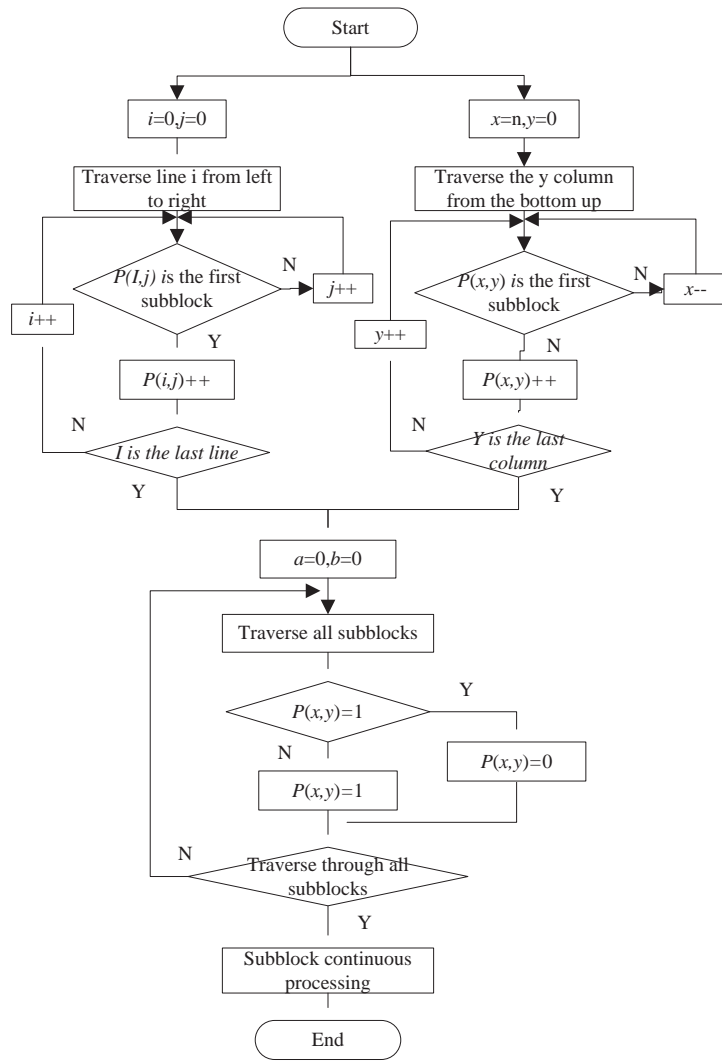 Start
i=0,j=0
x=n,y=0
Traverse line i from left
to right
Traverse the y column
from the bottom up
P(I,j) is the first
subblock
N
j++
i++
Y
P(i,j)++
N
I is the last line
Y
P(x,y) is the first
subblock
N
x--
y++
N
P(x,y)++
N
Y is the last
column
Y
a=0,b=0
Traverse all subblocks
P(x,y)=1
Y
N
P(x,y)=0
P(x,y)=1
N
Traverse through all
subblocks
Y
Subblock continuous
processing
End